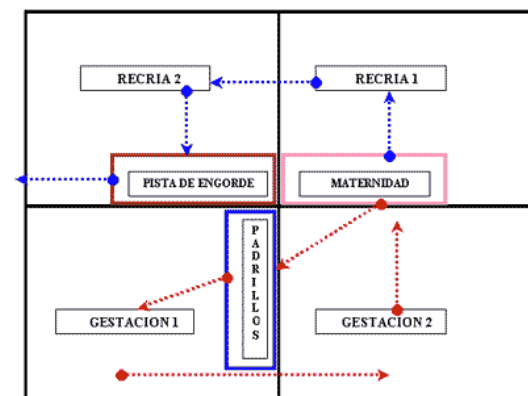 RECRIA 2
RECRIA 1
PISTA DE ENGORDE
MATERNIDAD
PADRILLOS
GESTACION 1
GESTACION 2